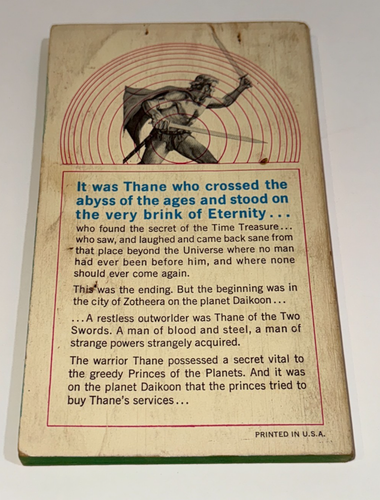 It was Thane who crossed the
abyss of the ages and stood on
the very brink of Eternity...
who found the secret of the Time Treasure...
who saw, and laughed and came back sane from
that place beyond the Universe where no man
had ever been before him, and where none
should ever come again.
This was the ending. But the beginning was in
the city of Zotheera on the planet Daikoon...
...A restless outworlder was Thane of the Two
Swords. A man of blood and steel, a man of
strange powers strangely acquired.
The warrior Thane possessed a secret vital to
the greedy Princes of the Planets. And it was
on the planet Daikoon that the princes tried to
buy Thane's services...
PRINTED IN U.S.A.